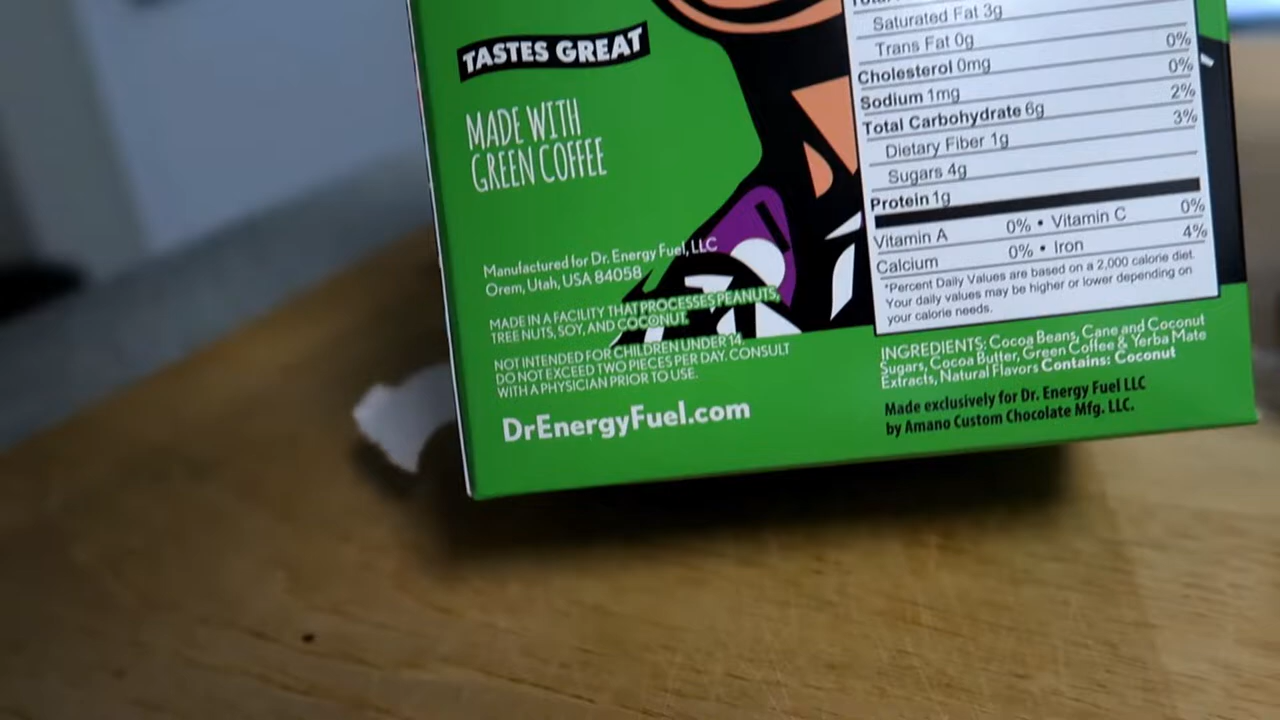 TASTES GREAT
MADE WITH
GREEN COFFEE
Manufactured for Dr. Energy Fuel, LLC
Orem, Utah, USA 84058
MADE IN A FACILITY THAT PROCESSES PEANUTS,
TREE NUTS, SOY, AND COCONUT.
NOT INTENDED FOR CHILDREN UNDER 14.
DO NOT EXCEED TWO PIECES PER DAY. CONSULT
WITH A PHYSICIAN PRIOR TO USE.
DrEnergyFuel.com
Saturated Fat 3g
Trans Fat 0g 0%
Cholesterol 0mg 0%
Sodium 1mg 2%
Total Carbohydrate 6g 3%
Dietary Fiber 1g
Sugars 4g
Protein 1g
Vitamin A 0% • Vitamin C 0%
Calcium 0% • Iron 4%
*Percent Daily Values are based on a 2,000 calorie diet.
Your daily values may be higher or lower depending on
your calorie needs.
INGREDIENTS: Cocoa Beans, Cane and Coconut
Sugars, Cocoa Butter, Green Coffee & Yerba Mate
Extracts, Natural Flavors Contains: Coconut
Made exclusively for Dr. Energy Fuel LLC
by Amano Custom Chocolate Mfg. LLC.